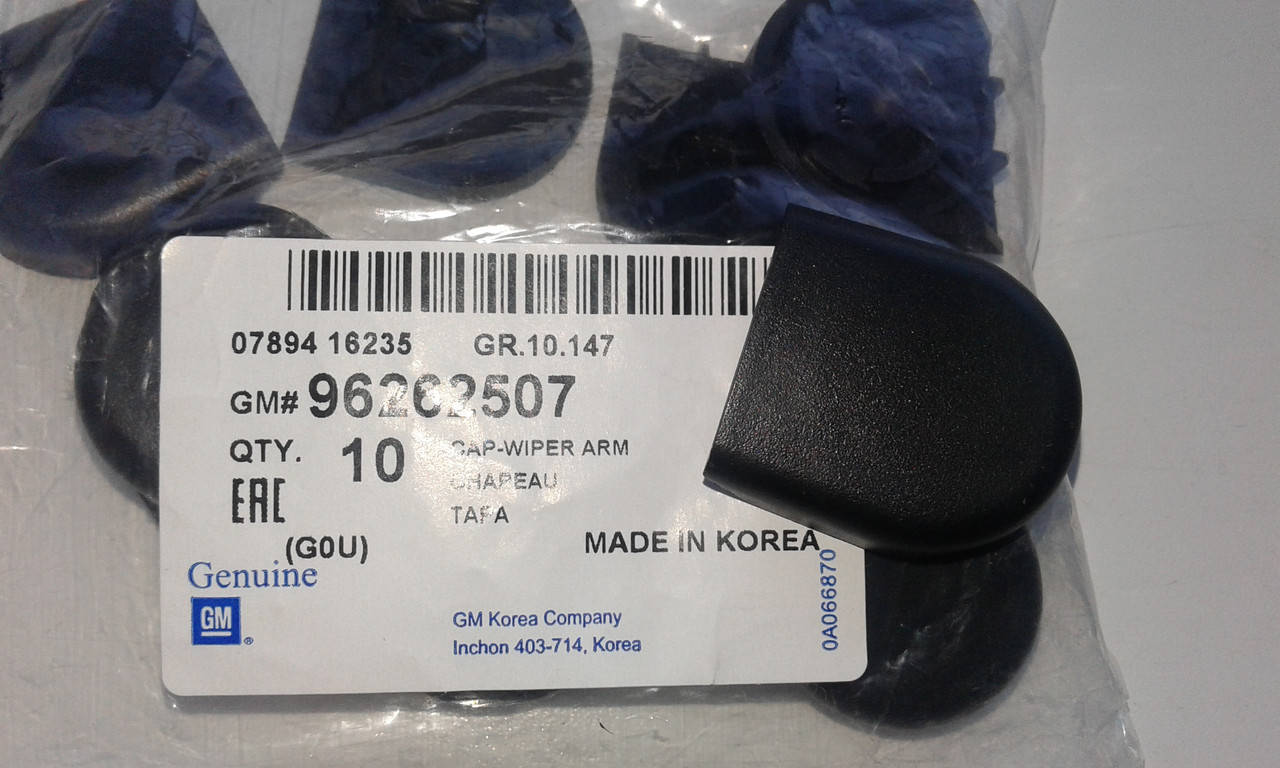 07894 16235 GR.10.147
GM# 96262507
QTY. 10 CAP-WIPER ARM
CHAPEAU
TAPA
EAC
(G0U)
MADE IN KOREA
Genuine
GM ®
GM Korea Company
Inchon 403-714, Korea
0A066870